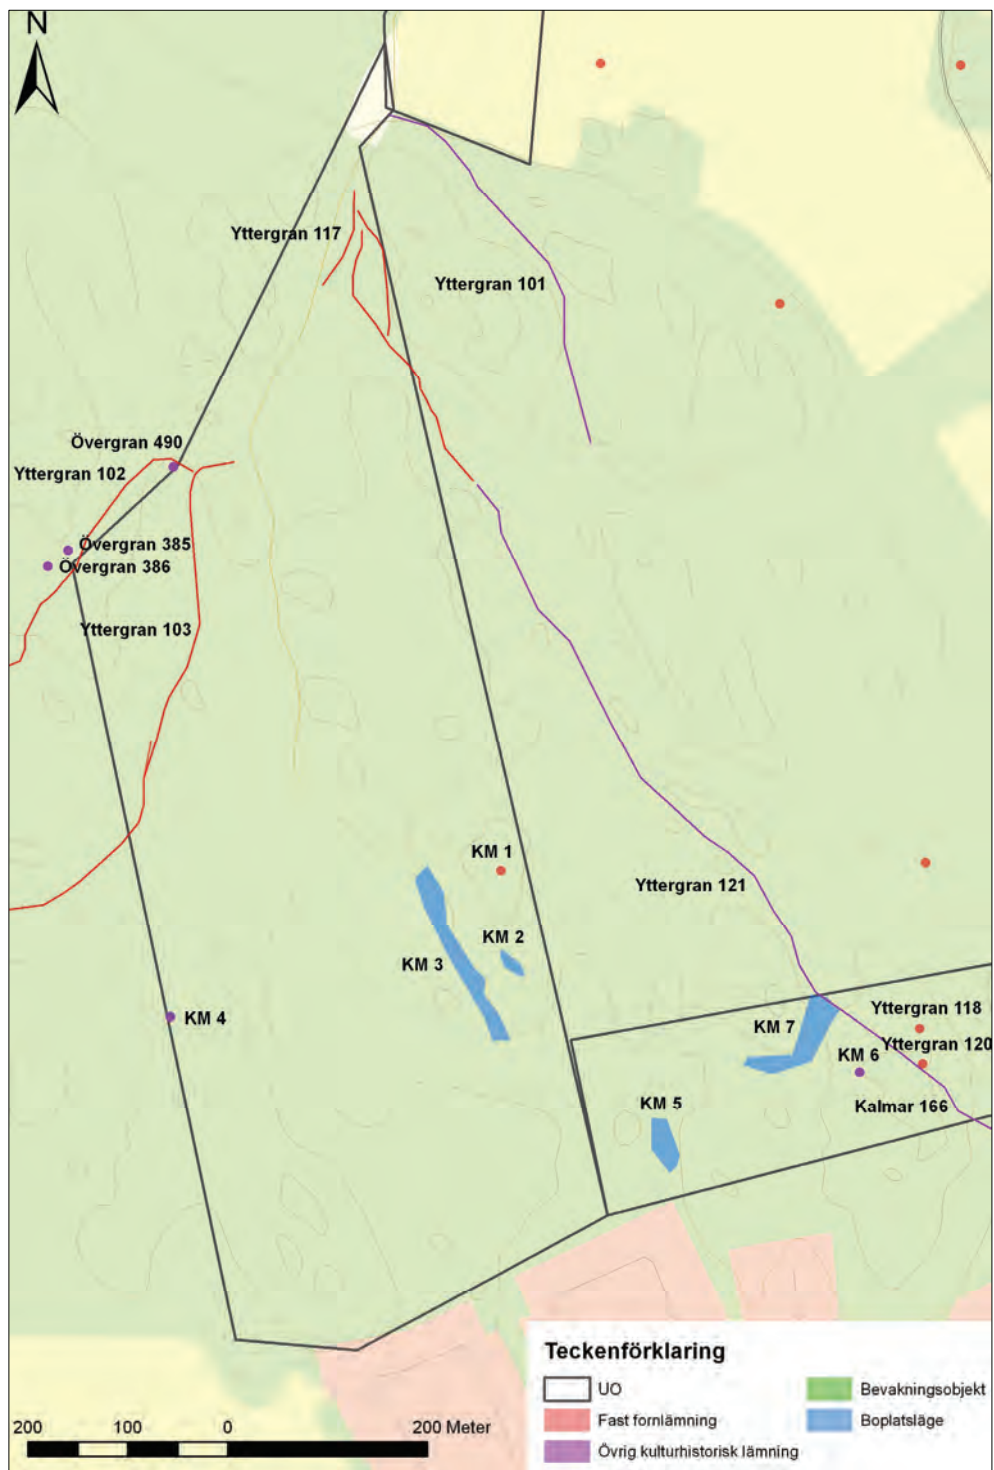 N
Yttergran 117
Yttergran 101
Övergran 490
Yttergran 102
Övergran 385
Övergran 386
Yttergran 103
KM 1
Yttergran 121
KM 2
KM 3
KM 4
Yttergran 118
KM 7
Yttergran 120
KM 6
KM 5
Kalmar 166
Teckenförklaring
UO
Fast fornlämning
Övrig kulturhistorisk lämning
Bevakningsobjekt
Boplatsläge
200 100 0 200 Meter